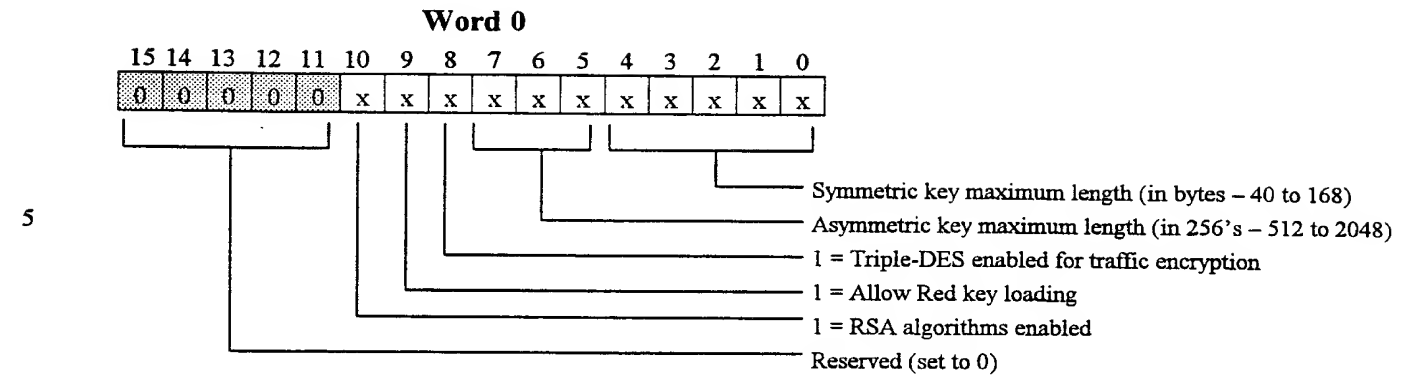 Word 0
15 14 13 12 11 10 9 8 7 6 5 4 3 2 1 0
0 0 0 0 0 x x x x x x x x x x x
Symmetric key maximum length (in bytes – 40 to 168)
5
Asymmetric key maximum length (in 256's – 512 to 2048)
1 = Triple-DES enabled for traffic encryption
1 = Allow Red key loading
1 = RSA algorithms enabled
Reserved (set to 0)